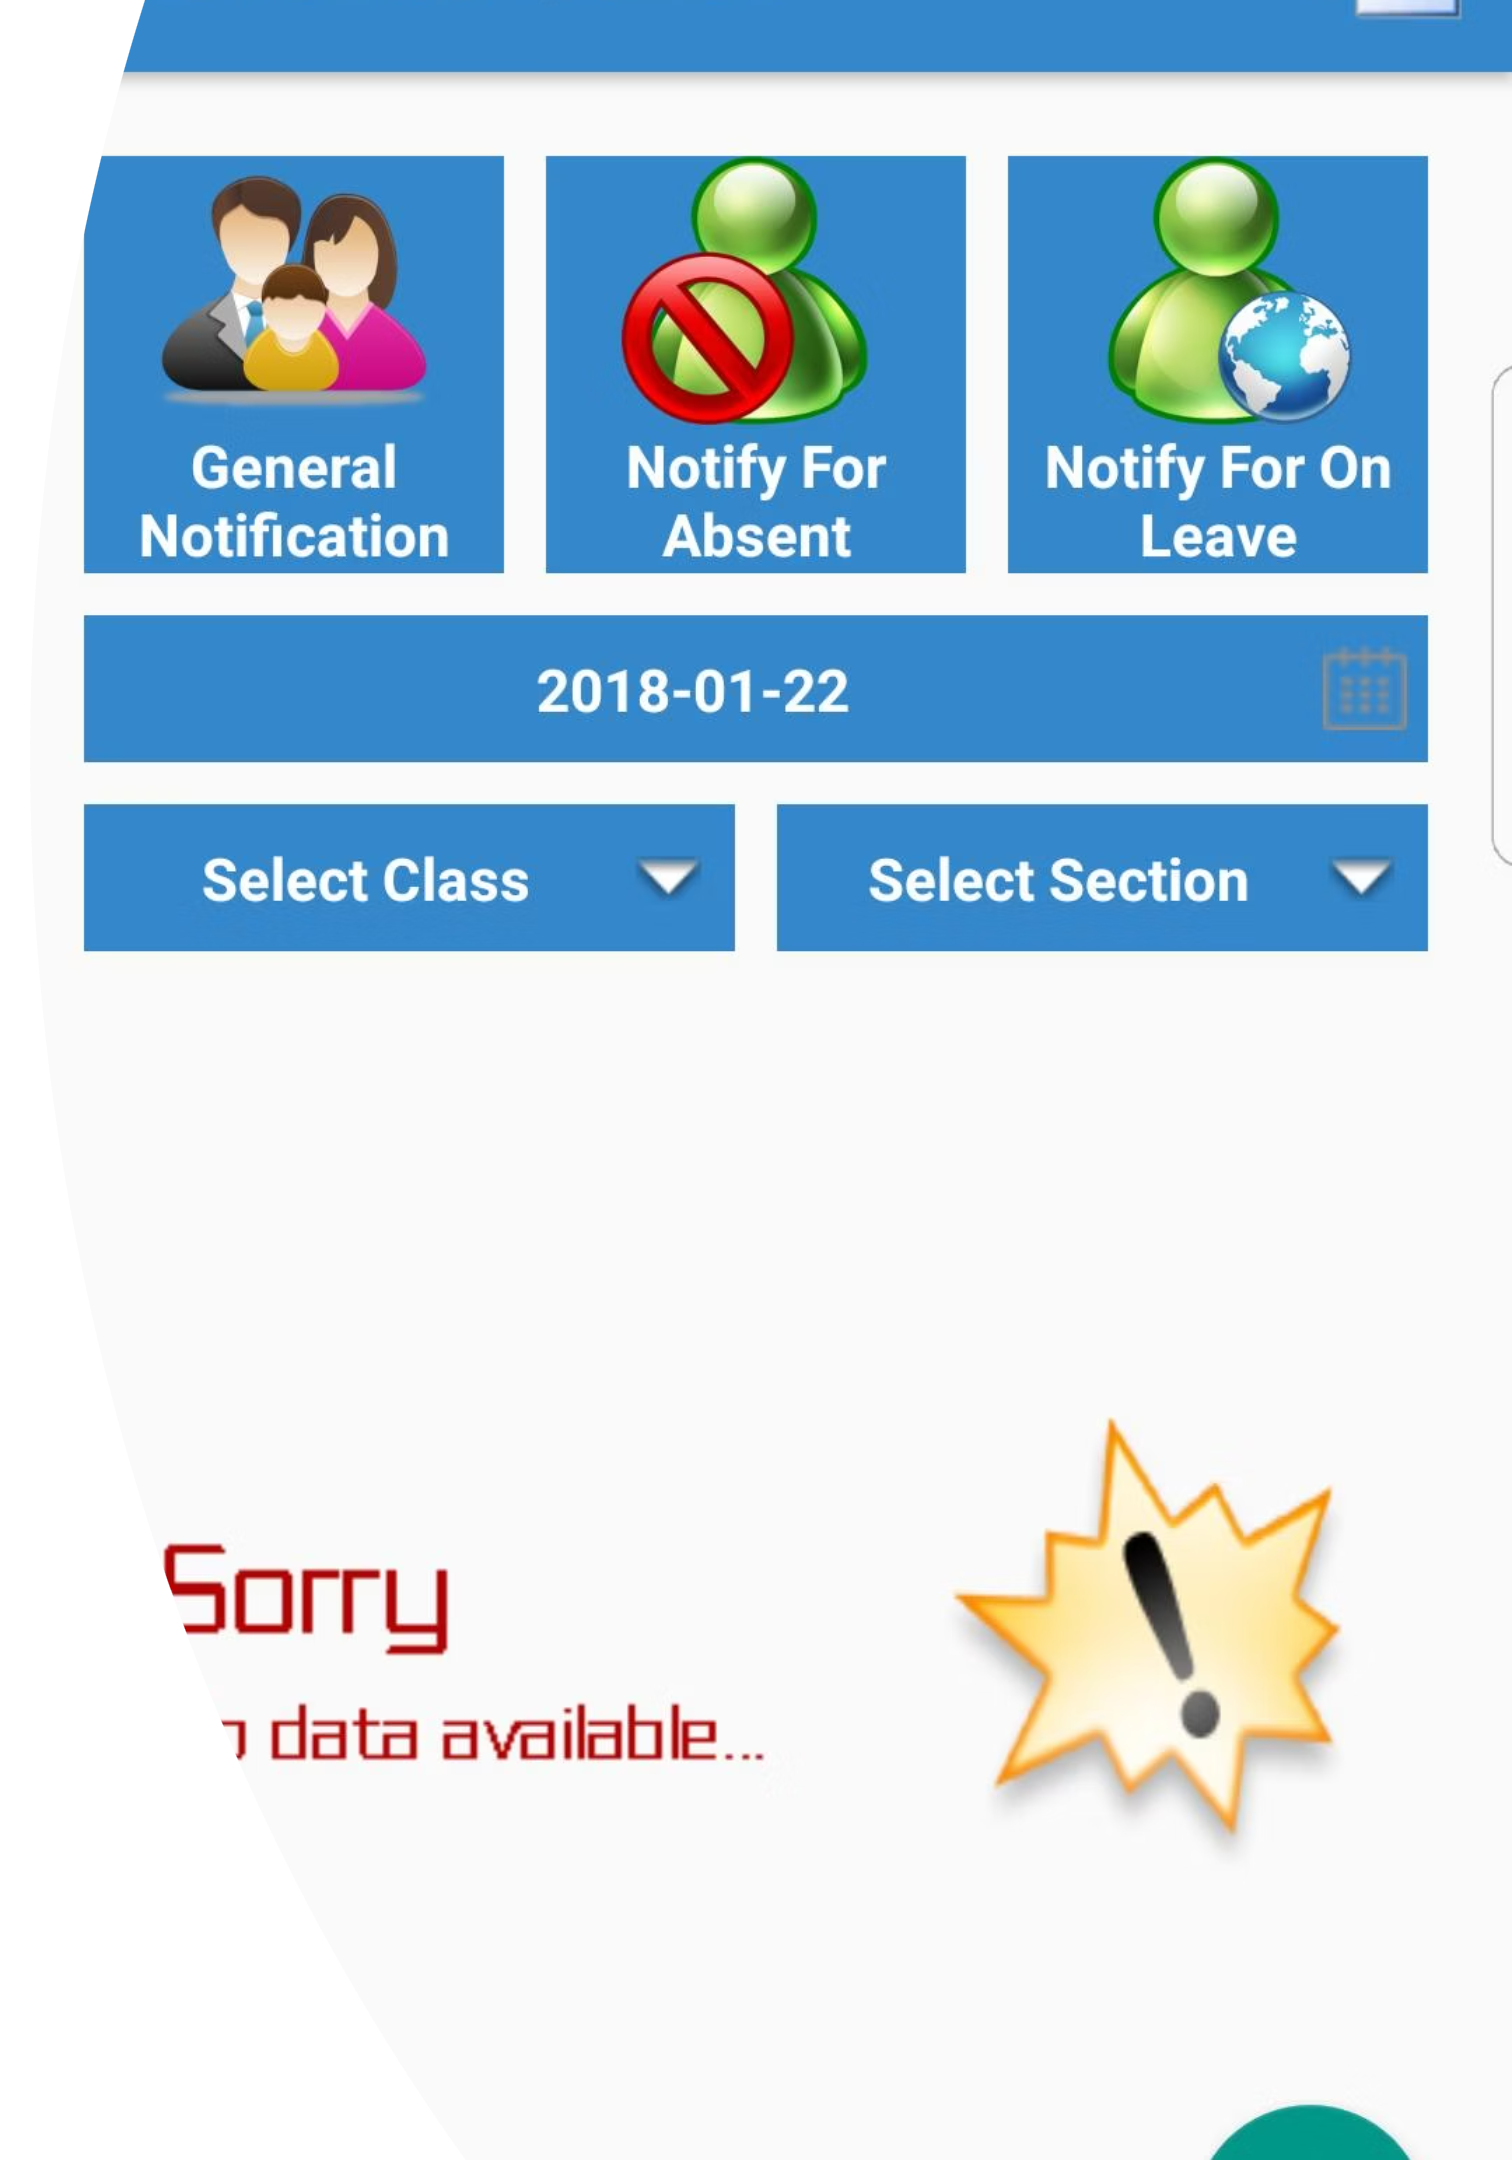 General
Notification
Notify For
Absent
Notify For On
Leave
2018-01-22
Select Class
Select Section
Sorry
data available...